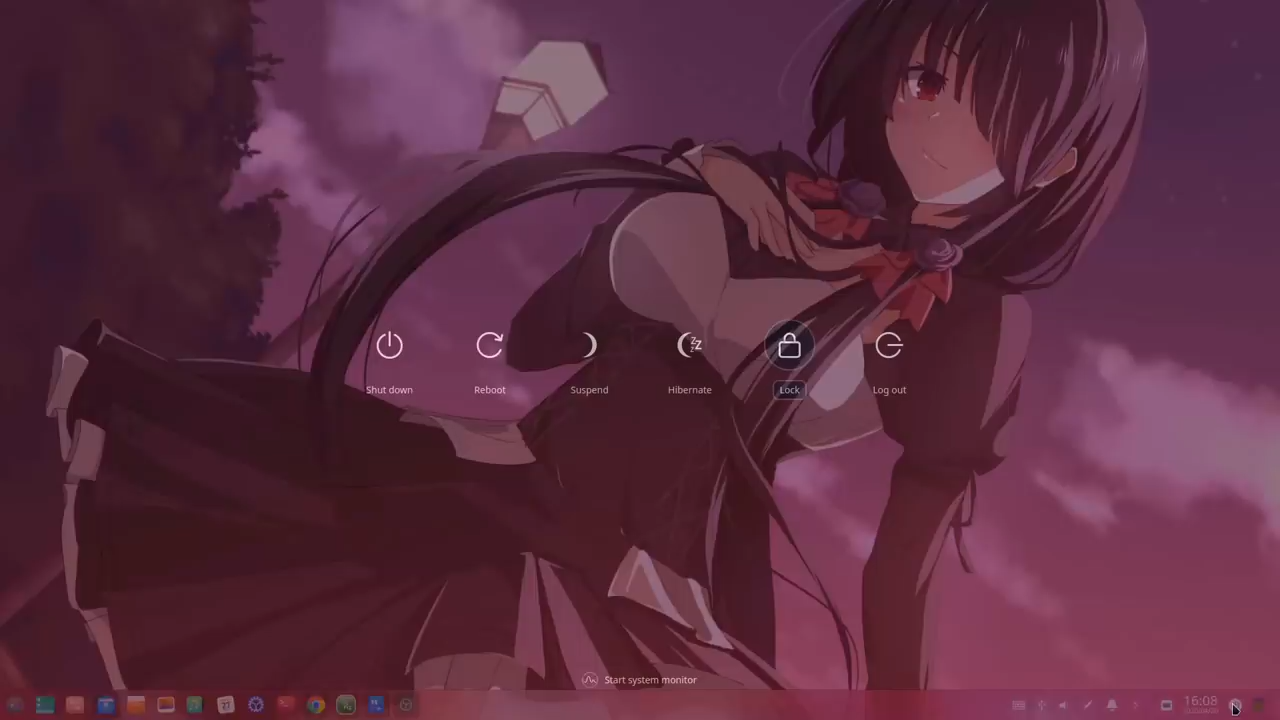 Shut down
Reboot
Suspend
Hibernate
Lock
Log out
Start system monitor
16:08